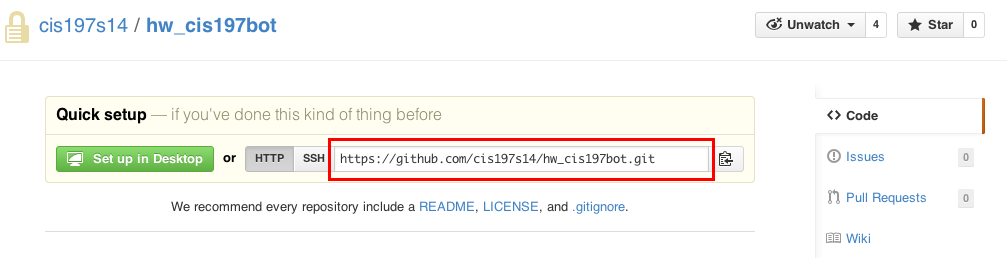 cis197s14 / hw_cis197bot
Unwatch 4 Star 0
Quick setup — if you've done this kind of thing before
Set up in Desktop or HTTP SSH https://github.com/cis197s14/hw_cis197bot.git
We recommend every repository include a README, LICENSE, and .gitignore.
Code
Issues 0
Pull Requests 0
Wiki